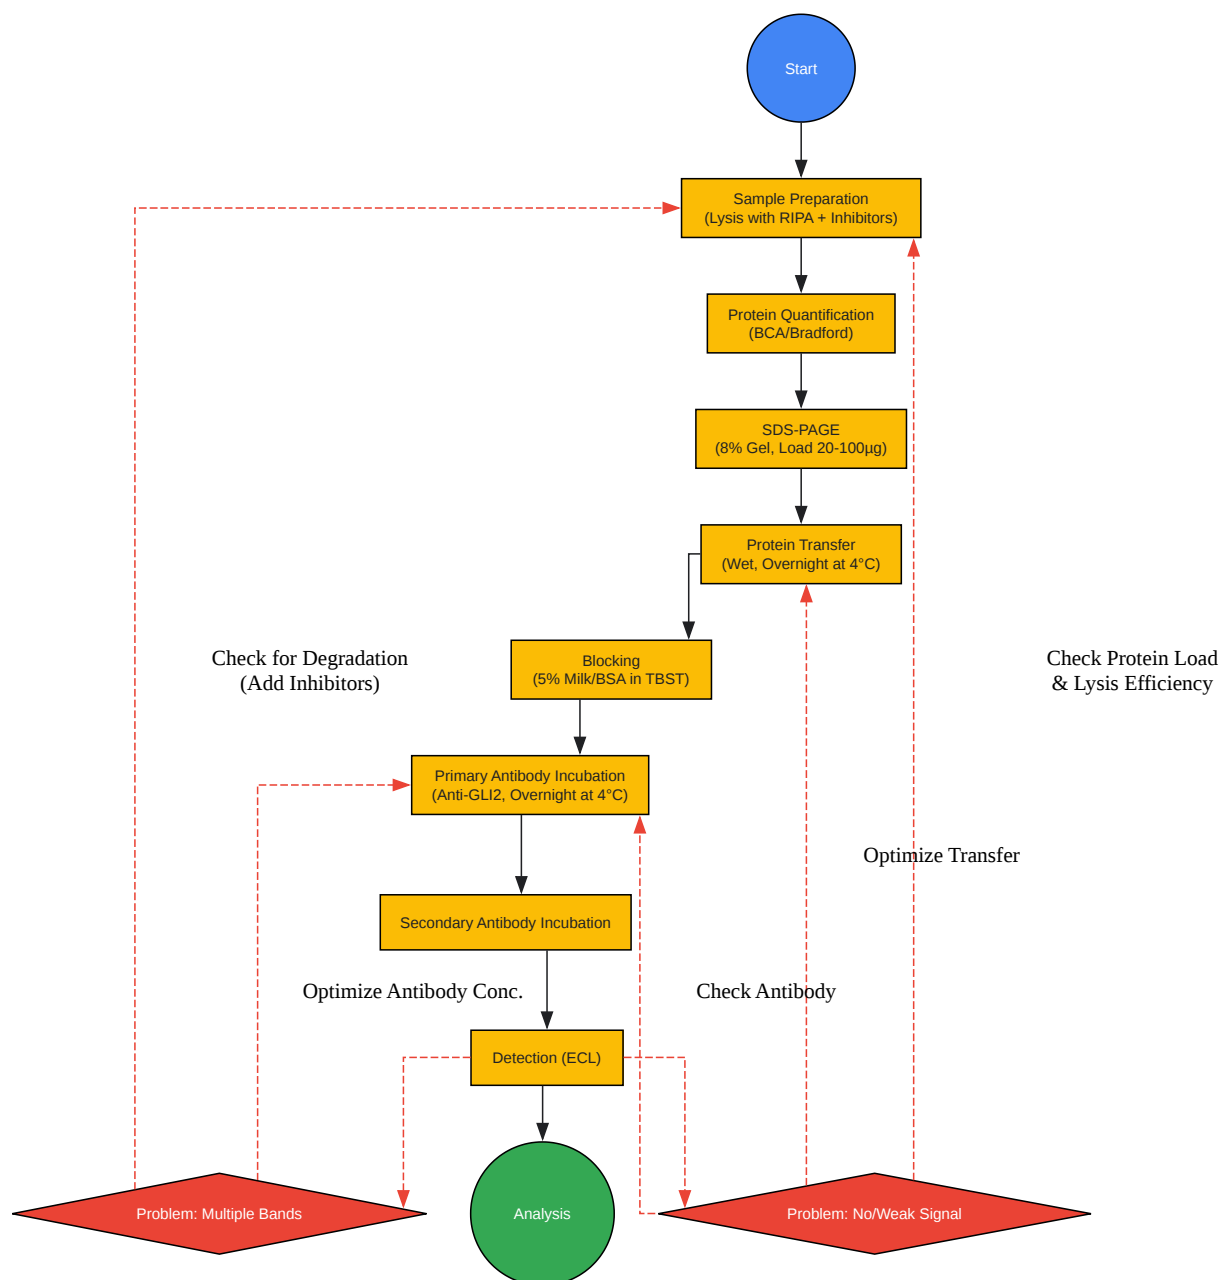 Start
Sample Preparation
(Lysis with RIPA + Inhibitors)
Protein Quantification
(BCA/Bradford)
SDS-PAGE
(8% Gel, Load 20-100µg)
Protein Transfer
(Wet, Overnight at 4°C)
Check for Degradation
(Add Inhibitors)
Blocking
(5% Milk/BSA in TBST)
Check Protein Load
& Lysis Efficiency
Primary Antibody Incubation
(Anti-GLI2, Overnight at 4°C)
Optimize Transfer
Secondary Antibody Incubation
Optimize Antibody Conc.
Check Antibody
Detection (ECL)
Problem: Multiple Bands
Analysis
Problem: No/Weak Signal